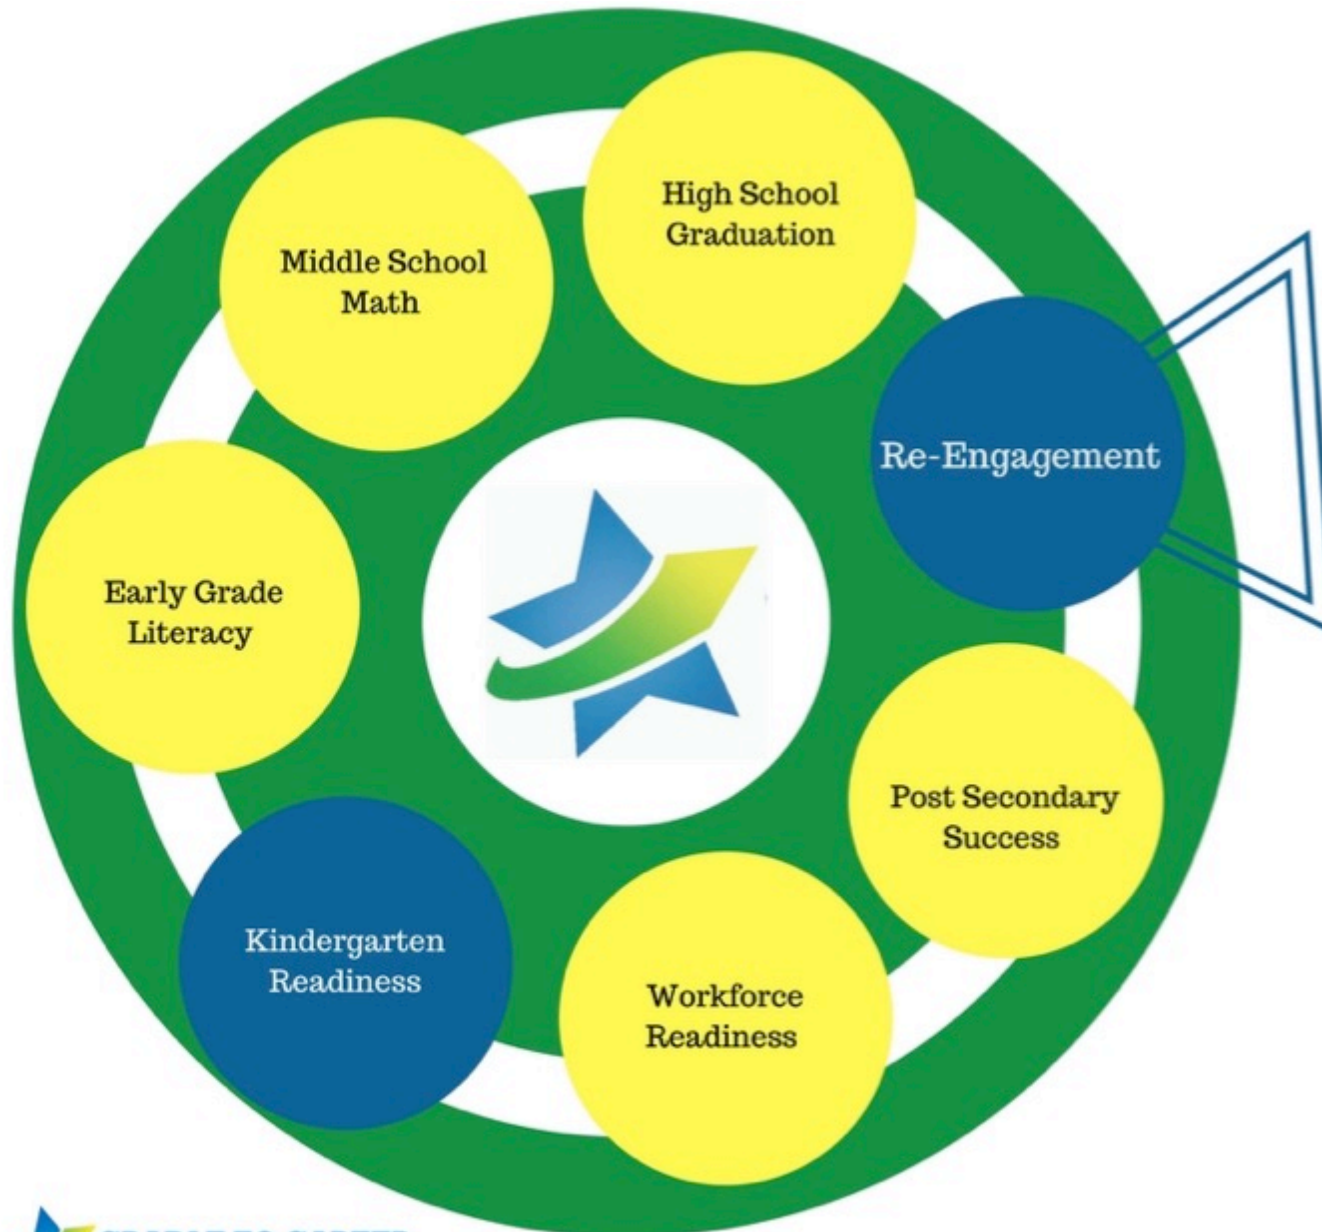 High School
Graduation
Middle School
Math
Re-Engagement
Early Grade
Literacy
Post Secondary
Success
Kindergarten
Readiness
Workforce
Readiness